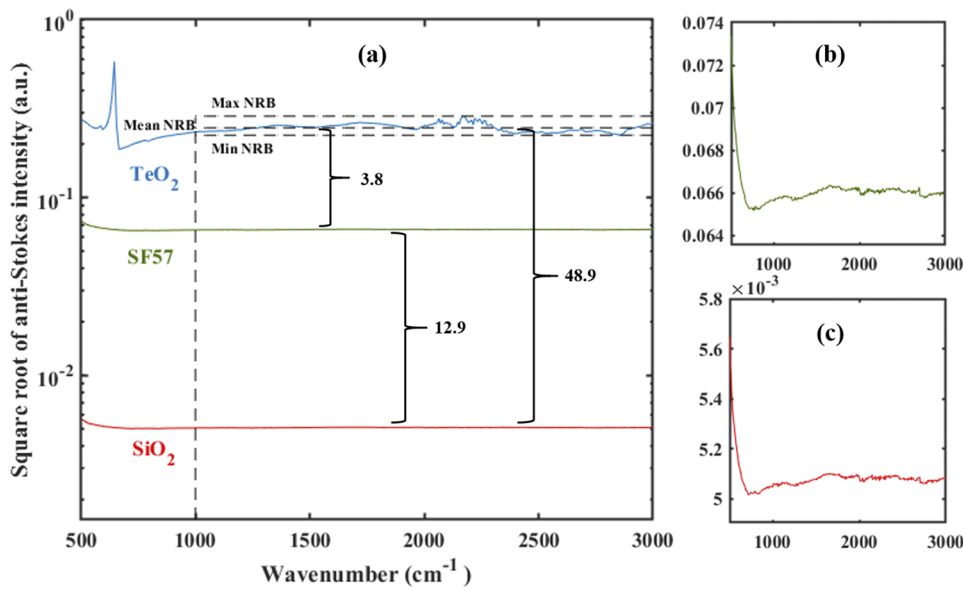 (a)
Square root of anti-Stokes intensity (a.u.)
10⁰
10⁻¹
10⁻²
Max NRB
Mean NRB
Min NRB
TeO₂
3.8
SF57
48.9
12.9
SiO₂
500 1000 1500 2000 2500 3000
Wavenumber (cm⁻¹)
(b)
0.074
0.072
0.07
0.068
0.066
0.064
1000 2000 3000
(c)
×10⁻³
5.8
5.6
5.4
5.2
5
1000 2000 3000